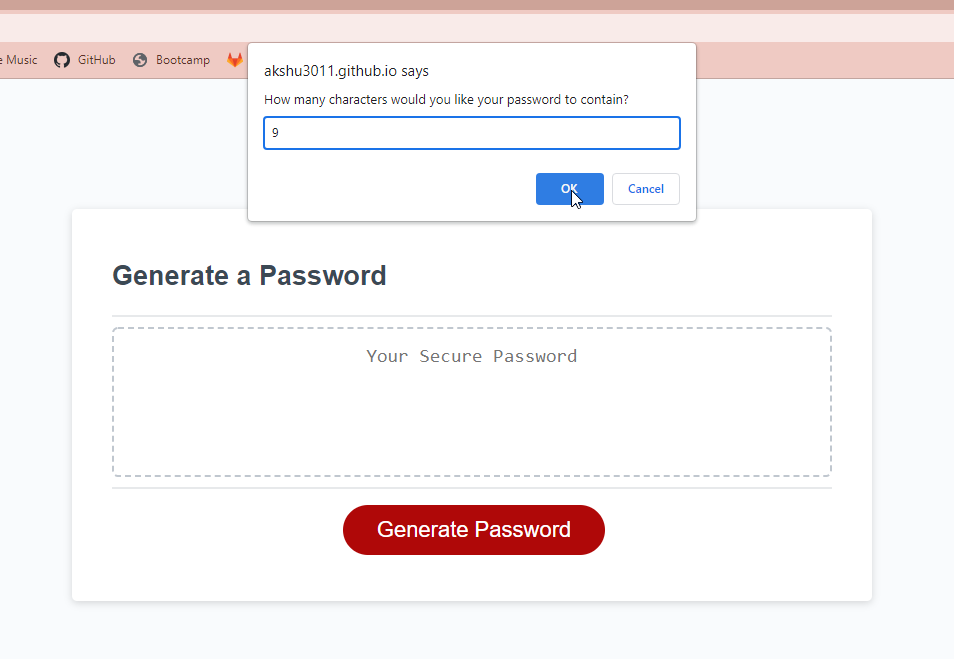 e Music GitHub Bootcamp
akshu3011.github.io says
How many characters would you like your password to contain?
9
OK Cancel
Generate a Password
Your Secure Password
Generate Password